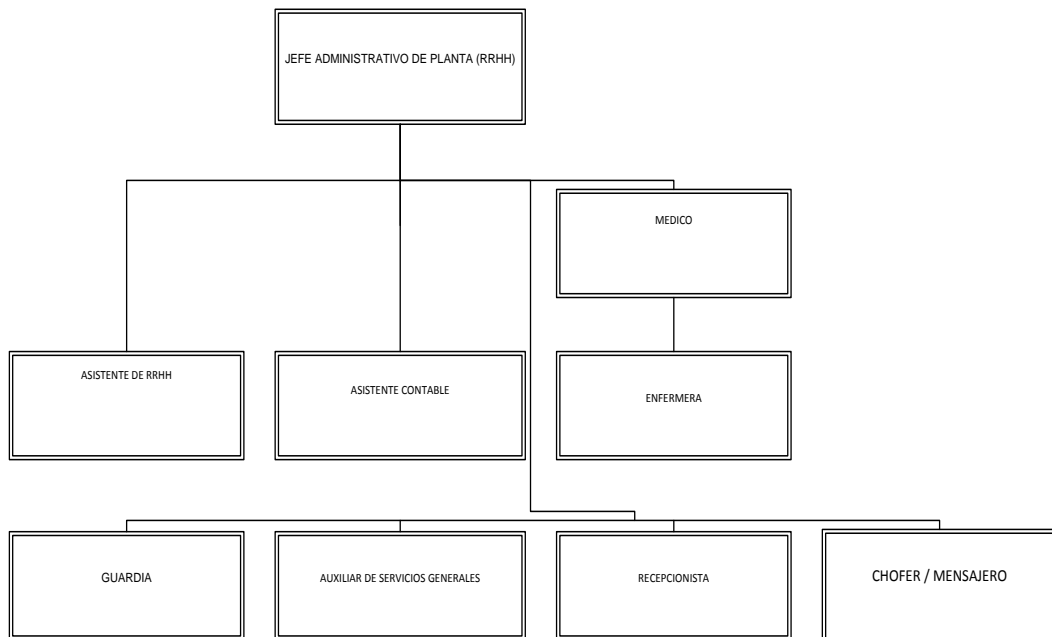 JEFE ADMINISTRATIVO DE PLANTA (RRHH)
MEDICO
ASISTENTE DE RRHH
ASISTENTE CONTABLE
ENFERMERA
GUARDIA
AUXILIAR DE SERVICIOS GENERALES
RECEPCIONISTA
CHOFER / MENSAJERO